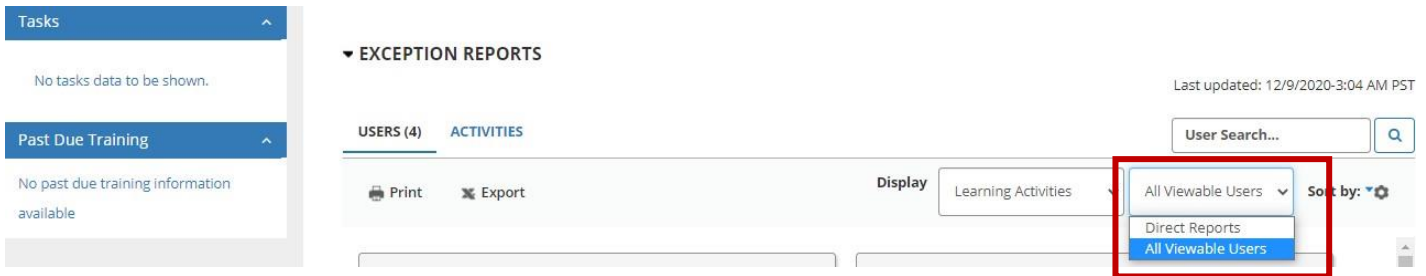 Tasks
No tasks data to be shown.
Past Due Training
No past due training information
available
EXCEPTION REPORTS
Last updated: 12/9/2020-3:04 AM PST
USERS (4) ACTIVITIES
User Search...
Print Export
Display Learning Activities All Viewable Users Sort by:
Direct Reports
All Viewable Users